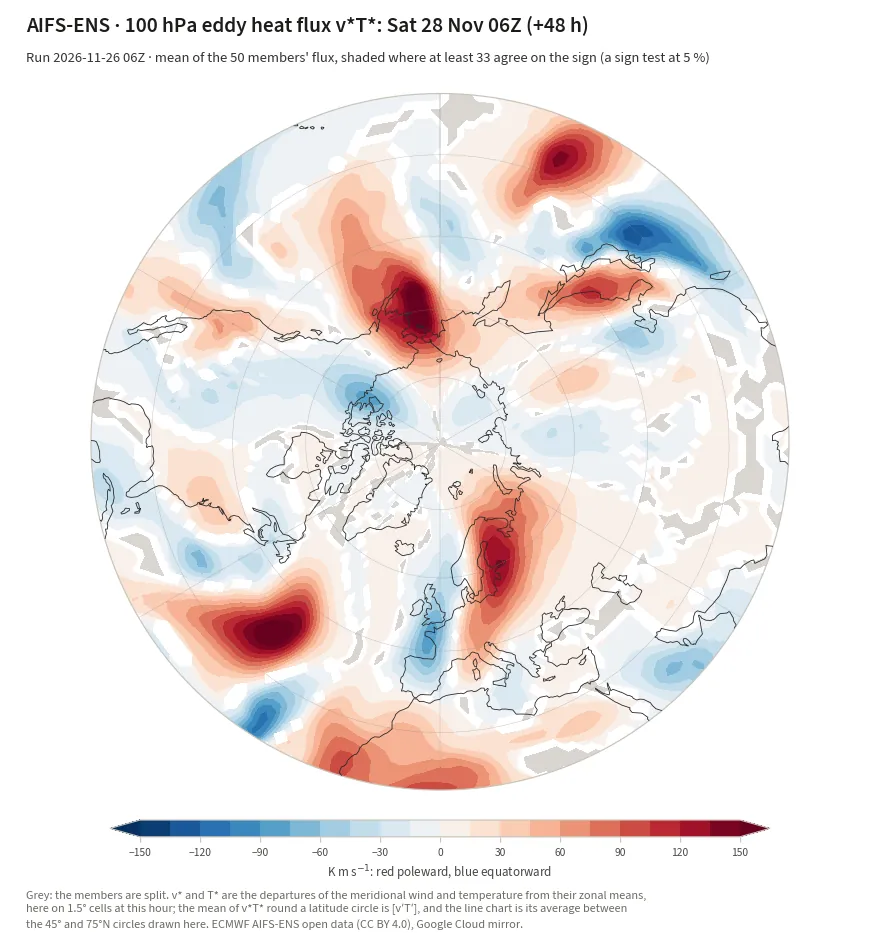 AIFS-ENS · 100 hPa eddy heat flux v*T*: Sat 28 Nov 06Z (+48 h)
Run 2026-11-26 06Z · mean of the 50 members' flux, shaded where at least 33 agree on the sign (a sign test at 5 %)
−150 −120 −90 −60 −30 0 30 60 90 120 150
K m s⁻¹: red poleward, blue equatorward
Grey: the members are split. v* and T* are the departures of the meridional wind and temperature from their zonal means,
here on 1.5° cells at this hour; the mean of v*T* round a latitude circle is [v′T′], and the line chart is its average between
the 45° and 75°N circles drawn here. ECMWF AIFS-ENS open data (CC BY 4.0), Google Cloud mirror.